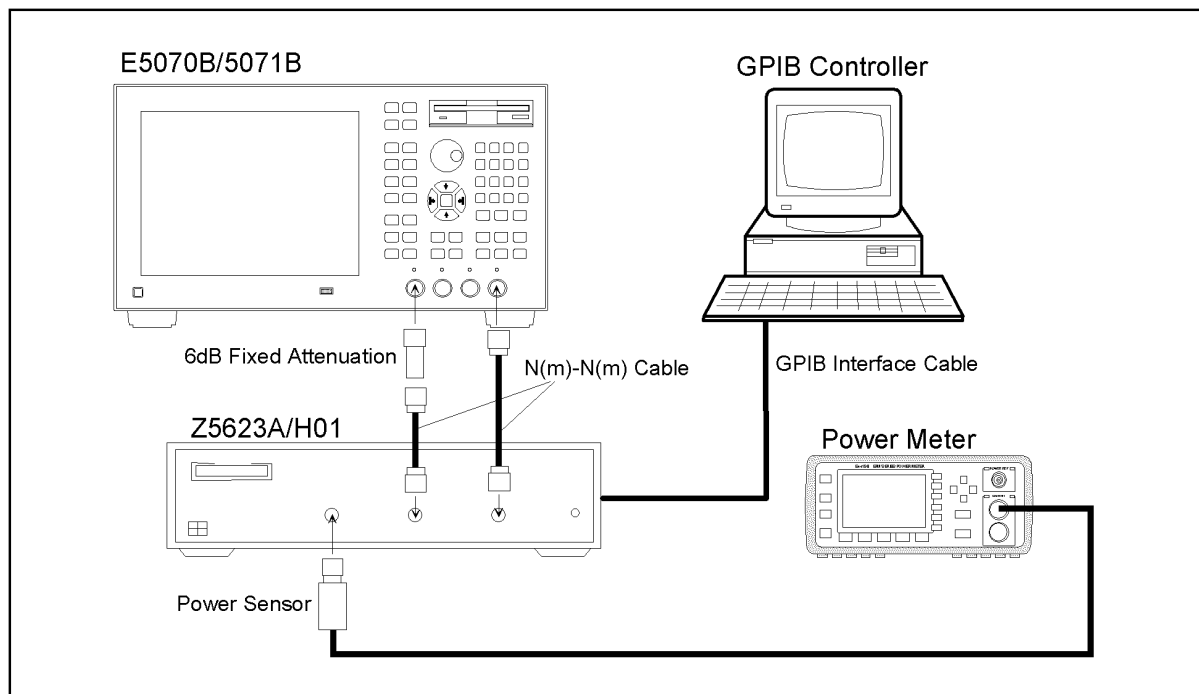 E5070B/5071B
GPIB Controller
6dB Fixed Attenuation
N(m)-N(m) Cable
GPIB Interface Cable
Z5623A/H01
Power Meter
Power Sensor